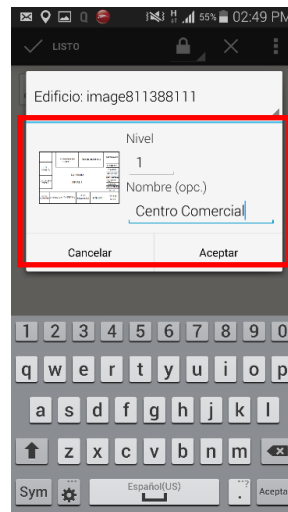 55% 02:49 PM
LISTO
Edificio: image811388111
Nivel
1
Nombre (opc.)
Centro Comercial
Cancelar Aceptar
1 2 3 4 5 6 7 8 9 0
q w e r t y u i o p
a s d f g h j k l
z x c v b n m
Sym Español(US) . Acepta